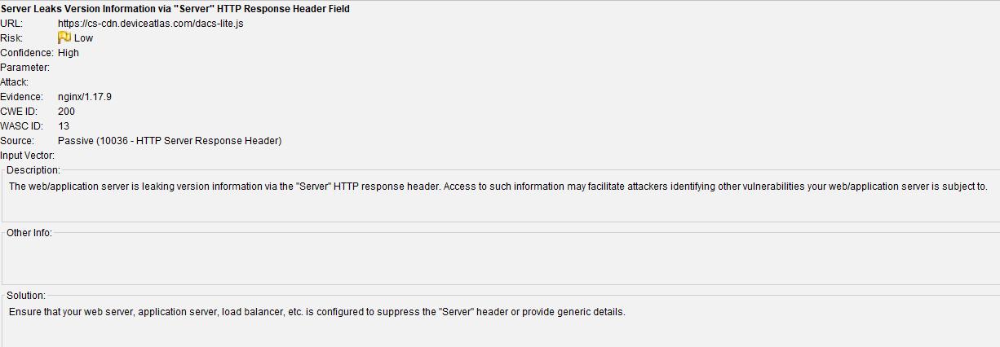 Server Leaks Version Information via "Server" HTTP Response Header Field
URL: https://cs-cdn.deviceatlas.com/dacs-lite.js
Risk: Low
Confidence: High
Parameter:
Attack:
Evidence: nginx/1.17.9
CWE ID: 200
WASC ID: 13
Source: Passive (10036 - HTTP Server Response Header)
Input Vector:
Description:
The web/application server is leaking version information via the "Server" HTTP response header. Access to such information may facilitate attackers identifying other vulnerabilities your web/application server is subject to.
Other Info:
Solution:
Ensure that your web server, application server, load balancer, etc. is configured to suppress the "Server" header or provide generic details.